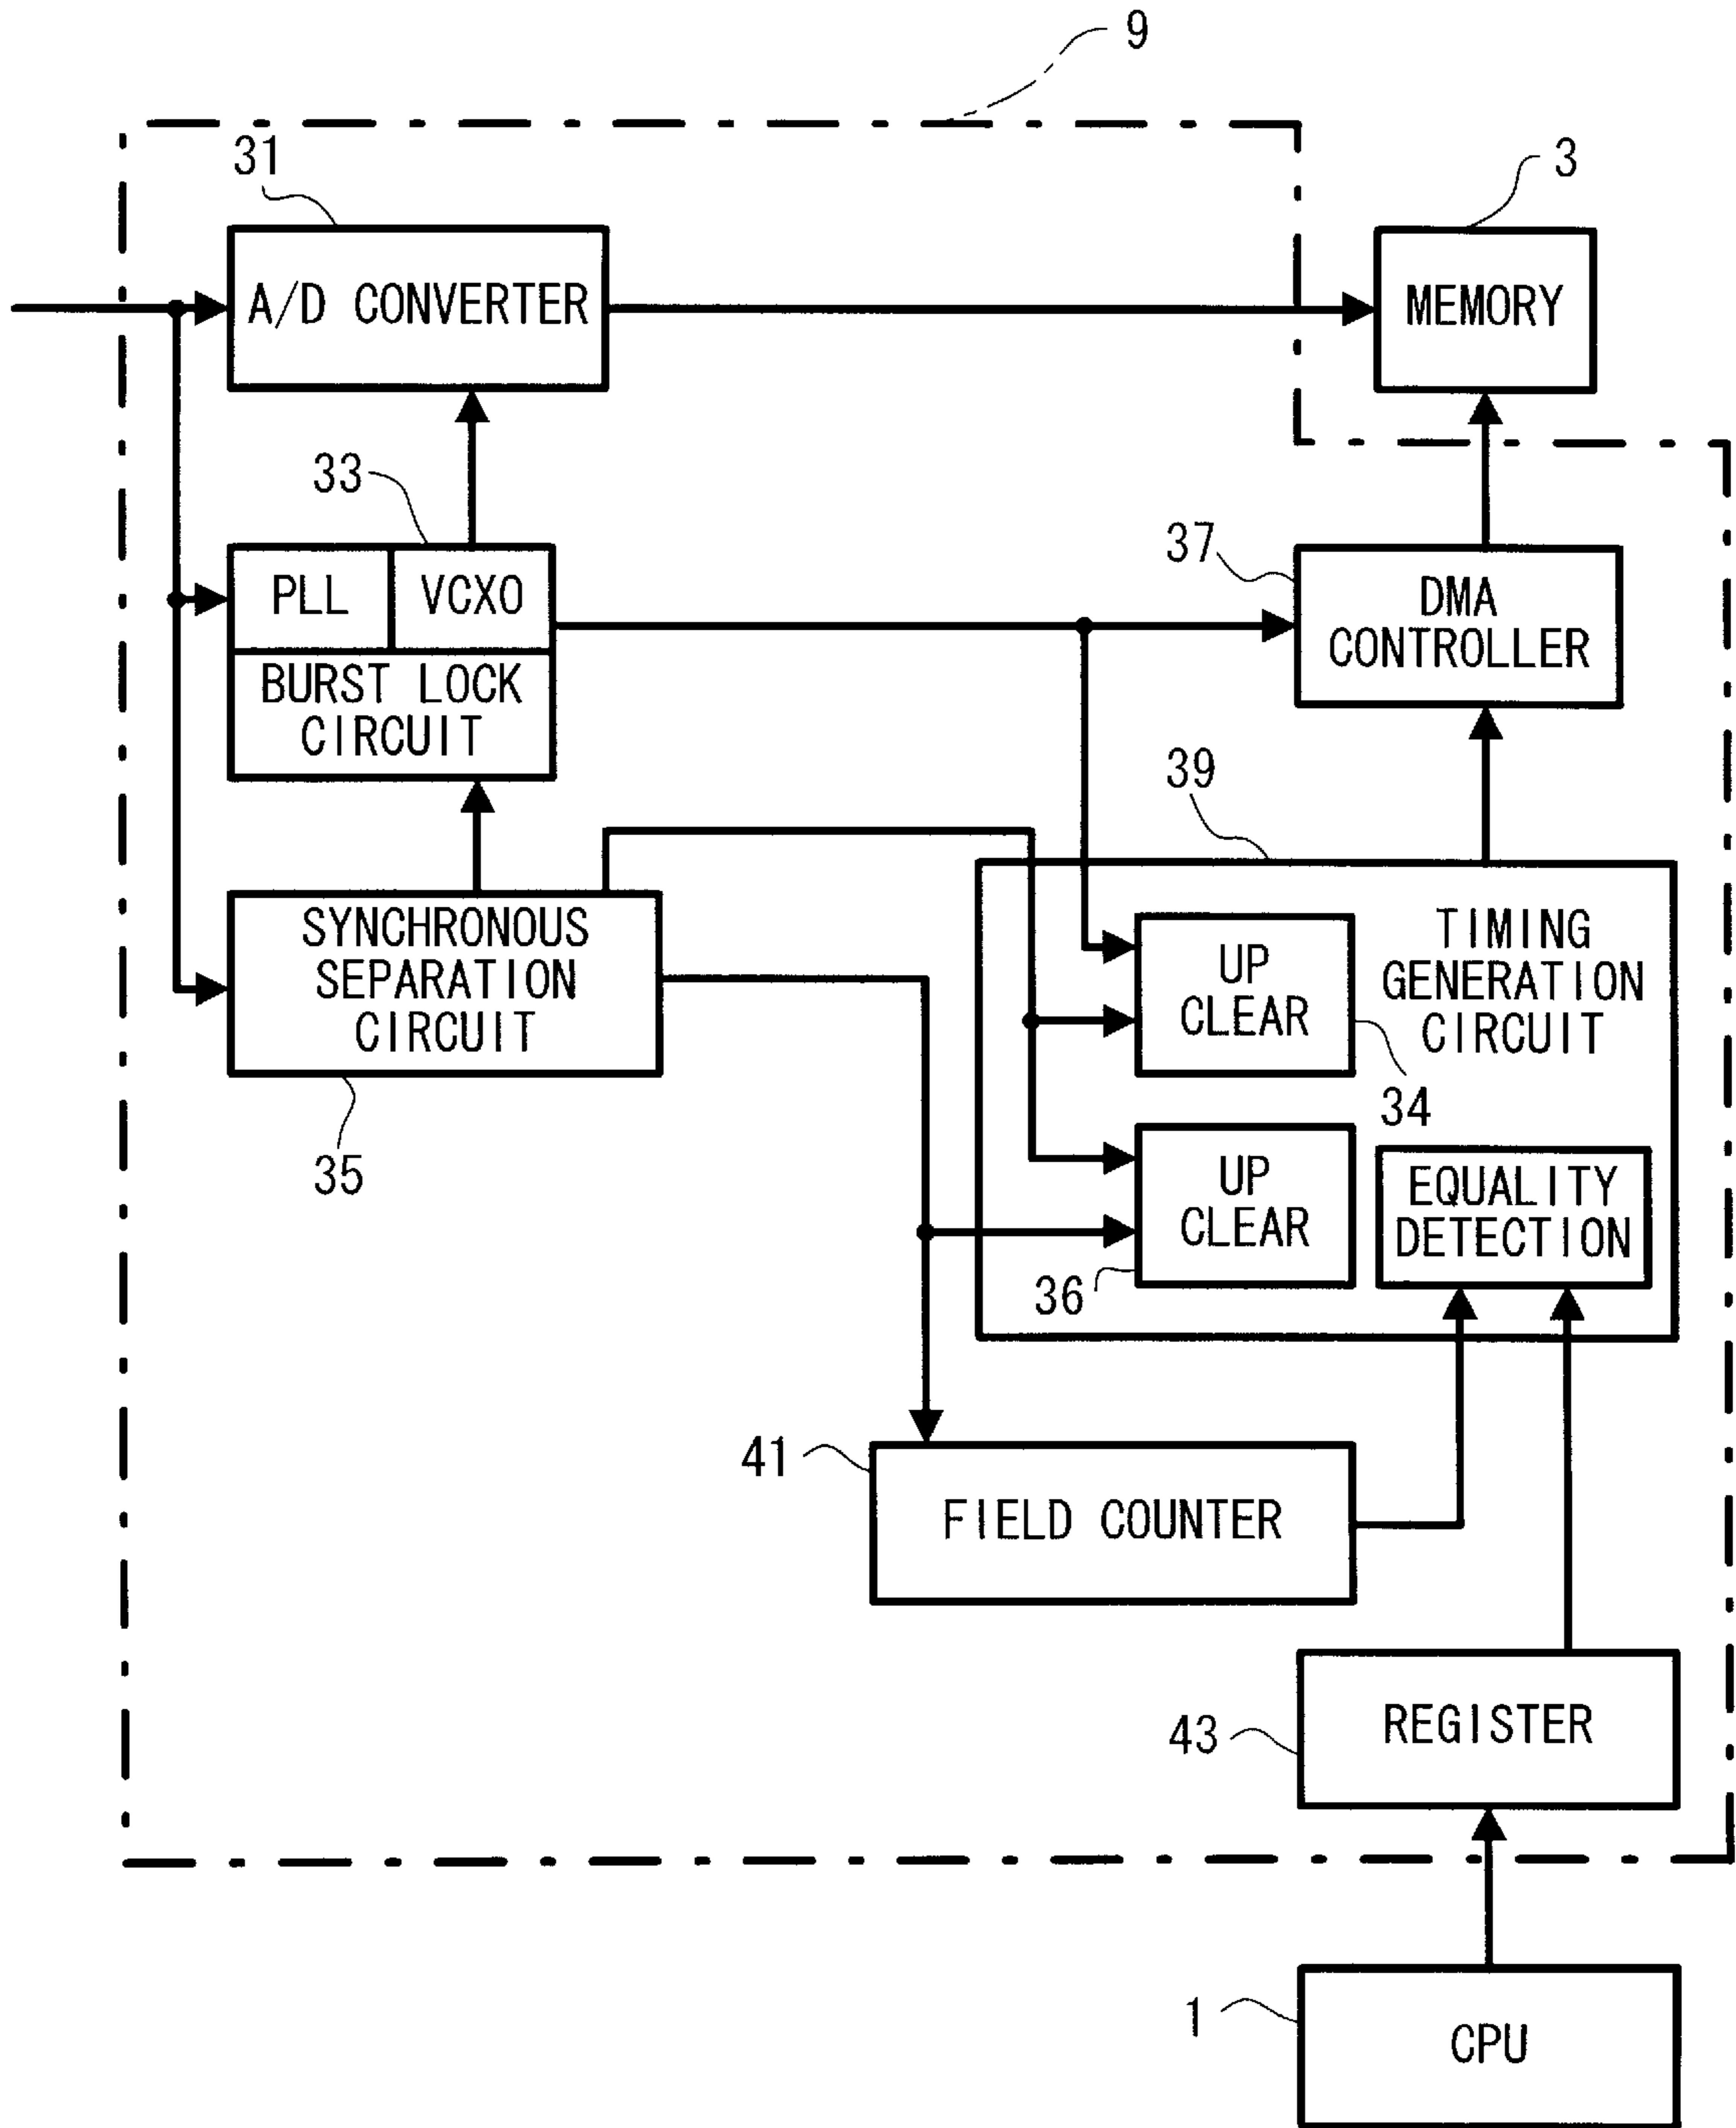 9
31
3
A/D CONVERTER
MEMORY
33
37
PLL
VCXO
DMA
CONTROLLER
BURST LOCK
CIRCUIT
39
SYNCHRONOUS
SEPARATION
CIRCUIT
TIMING
GENERATION
CIRCUIT
UP
CLEAR
34
35
UP
CLEAR
EQUALITY
DETECTION
36
41
FIELD COUNTER
REGISTER
43
1
CPU